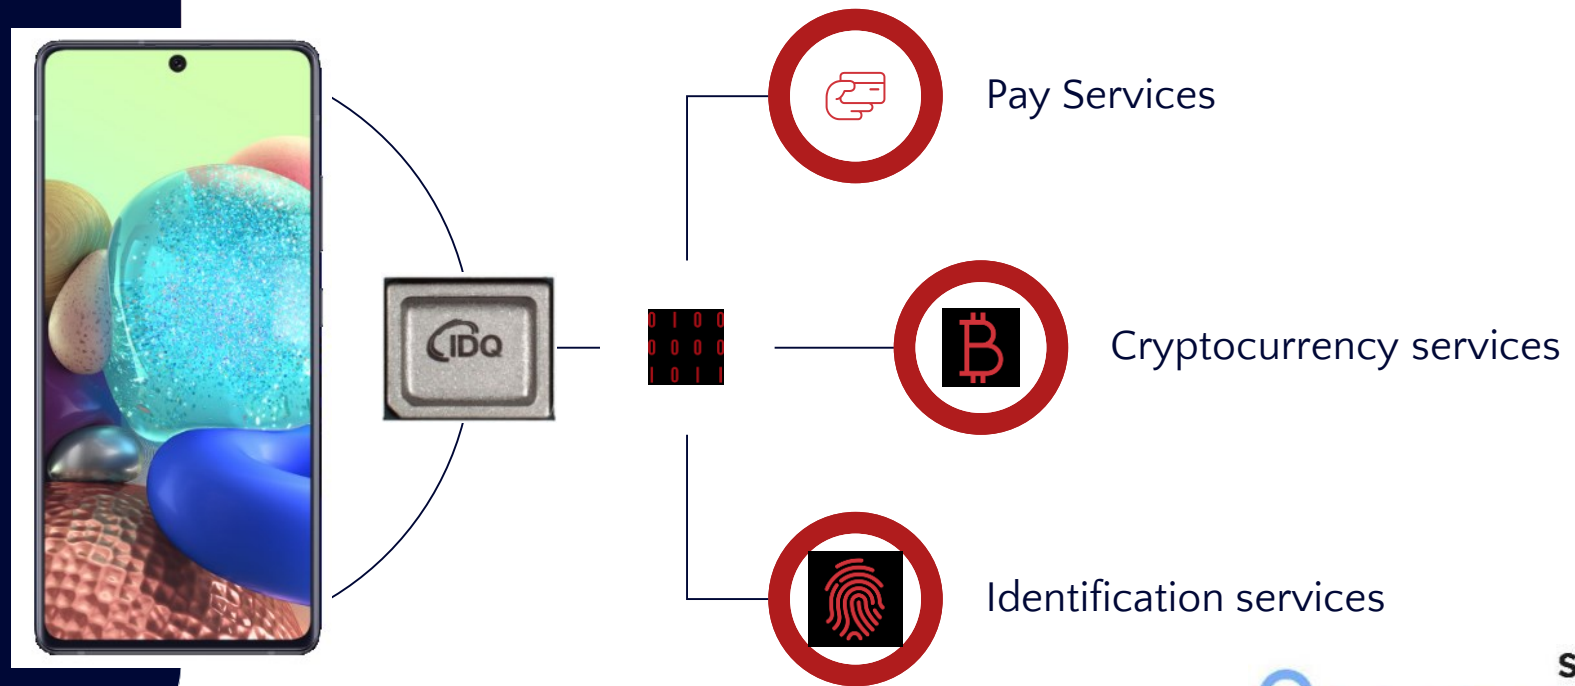 Pay Services
IDQ
0 1 0 0
0 0 0 0
1 0 1 1
Cryptocurrency services
Identification services